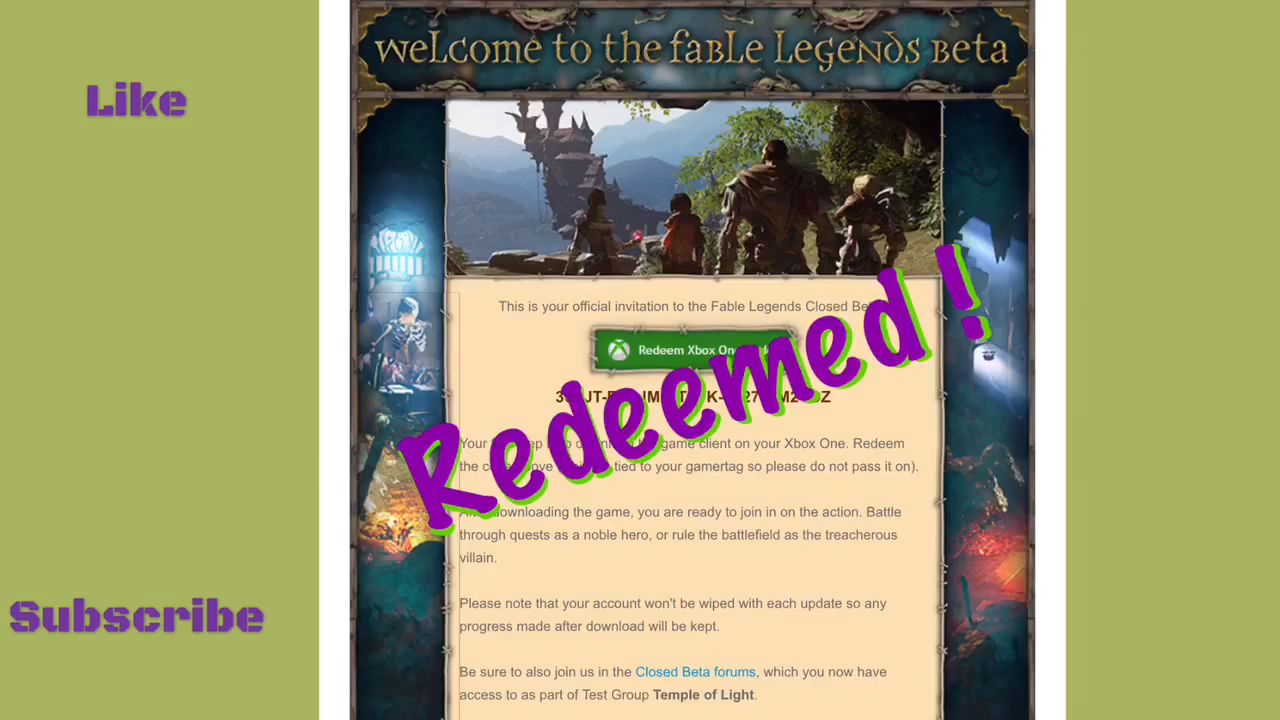 Like
Subscribe
welcome to the fable Legends Beta
This is your official invitation to the Fable Legends Closed
Redeem Xbox
Redeemed!
Your game client on your Xbox One. Redeem
the tied to your gamertag so please do not pass it on).
downloading the game, you are ready to join in on the action. Battle
through quests as a noble hero, or rule the battlefield as the treacherous
villain.
Please note that your account won't be wiped with each update so any
progress made after download will be kept.
Be sure to also join us in the Closed Beta forums, which you now have
access to as part of Test Group Temple of Light.